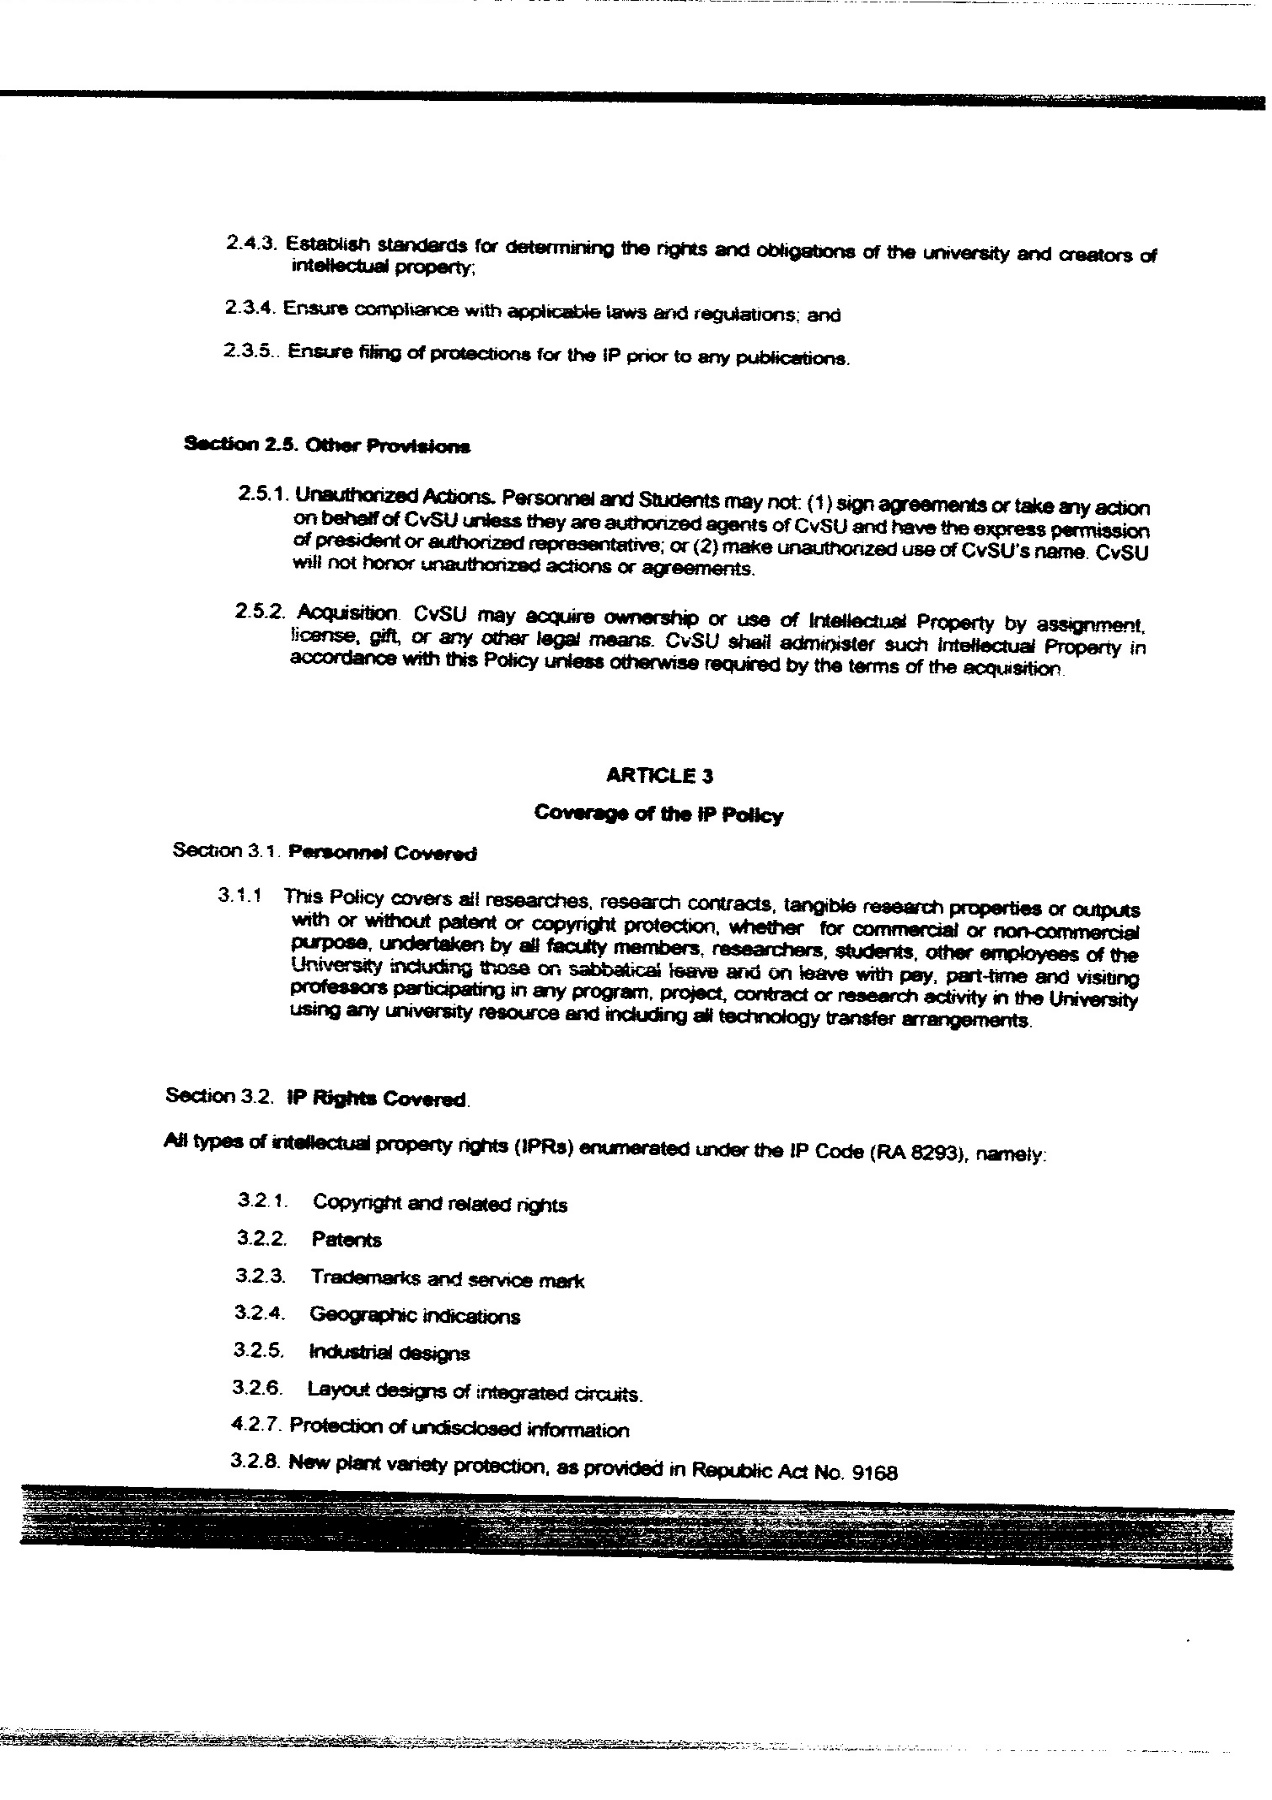 2.4.3. Establish standards for determining the rights and obligations of the university and creators of
intellectual property;
2.3.4. Ensure compliance with applicable laws and regulations; and
2.3.5.. Ensure filing of protections for the IP prior to any publications.
Section 2.5. Other Provisions
2.5.1. Unauthorized Actions. Personnel and Students may not: (1) sign agreements or take any action
on behalf of CvSU unless they are authorized agents of CvSU and have the express permission
of president or authorized representative; or (2) make unauthorized use of CvSU's name. CvSU
will not honor unauthorized actions or agreements.
2.5.2. Acquisition. CvSU may acquire ownership or use of Intellectual Property by assignment,
license, gift, or any other legal means. CvSU shall administer such Intellectual Property in
accordance with this Policy unless otherwise required by the terms of the acquisition.
ARTICLE 3
Coverage of the IP Policy
Section 3.1. Personnel Covered
3.1.1 This Policy covers all researches, research contracts, tangible research properties or outputs
with or without patent or copyright protection, whether for commercial or non-commercial
purpose, undertaken by all faculty members, researchers, students, other employees of the
University including those on sabbatical leave and on leave with pay, part-time and visiting
professors participating in any program, project, contract or research activity in the University
using any university resource and including all technology transfer arrangements.
Section 3.2. IP Rights Covered.
All types of intellectual property rights (IPRs) enumerated under the IP Code (RA 8293), namely:
3.2.1. Copyright and related rights
3.2.2. Patents
3.2.3. Trademarks and service mark
3.2.4. Geographic indications
3.2.5. Industrial designs
3.2.6. Layout designs of integrated circuits.
4.2.7. Protection of undisclosed information
3.2.8. New plant variety protection, as provided in Republic Act No. 9168